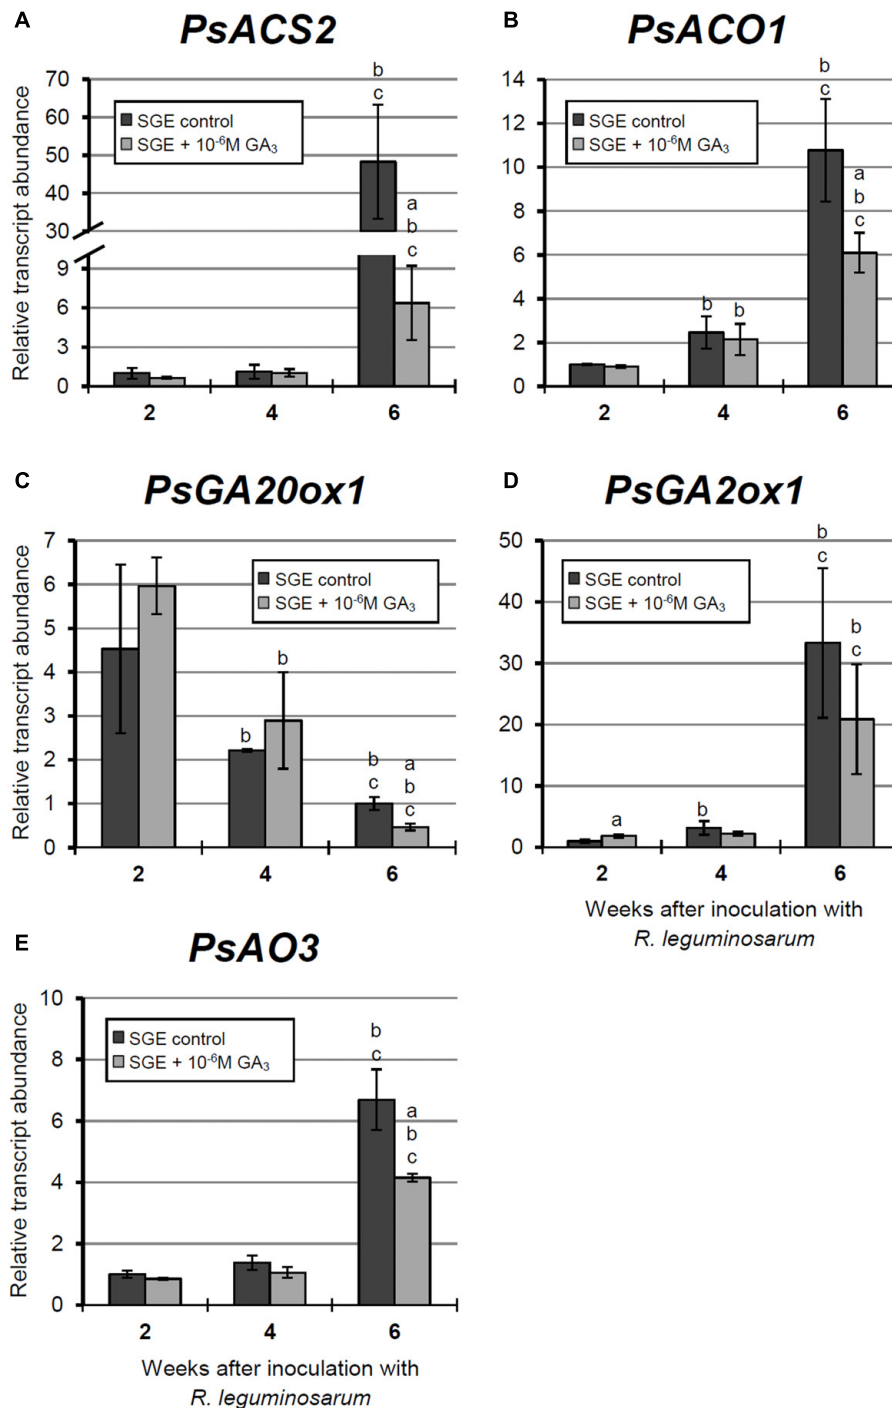 A
PsACS2
Relative transcript abundance
70
60
50
40
30
9
6
3
0
SGE control
SGE + 10-6M GA3
b
c
a
b
c
2 4 6
B
PsACO1
14
12
10
8
6
4
2
0
SGE control
SGE + 10-6M GA3
b b
b
c
a
b
c
2 4 6
C
PsGA20ox1
Relative transcript abundance
7
6
5
4
3
2
1
0
SGE control
SGE + 10-6M GA3
b
b
b
c
a
b
c
2 4 6
D
PsGA2ox1
50
40
30
20
10
0
SGE control
SGE + 10-6M GA3
a
b
b
c
b
c
2 4 6
Weeks after inoculation with
R. leguminosarum
E
PsAO3
Relative transcript abundance
10
8
6
4
2
0
SGE control
SGE + 10-6M GA3
b
c
a
b
c
2 4 6
Weeks after inoculation with
R. leguminosarum